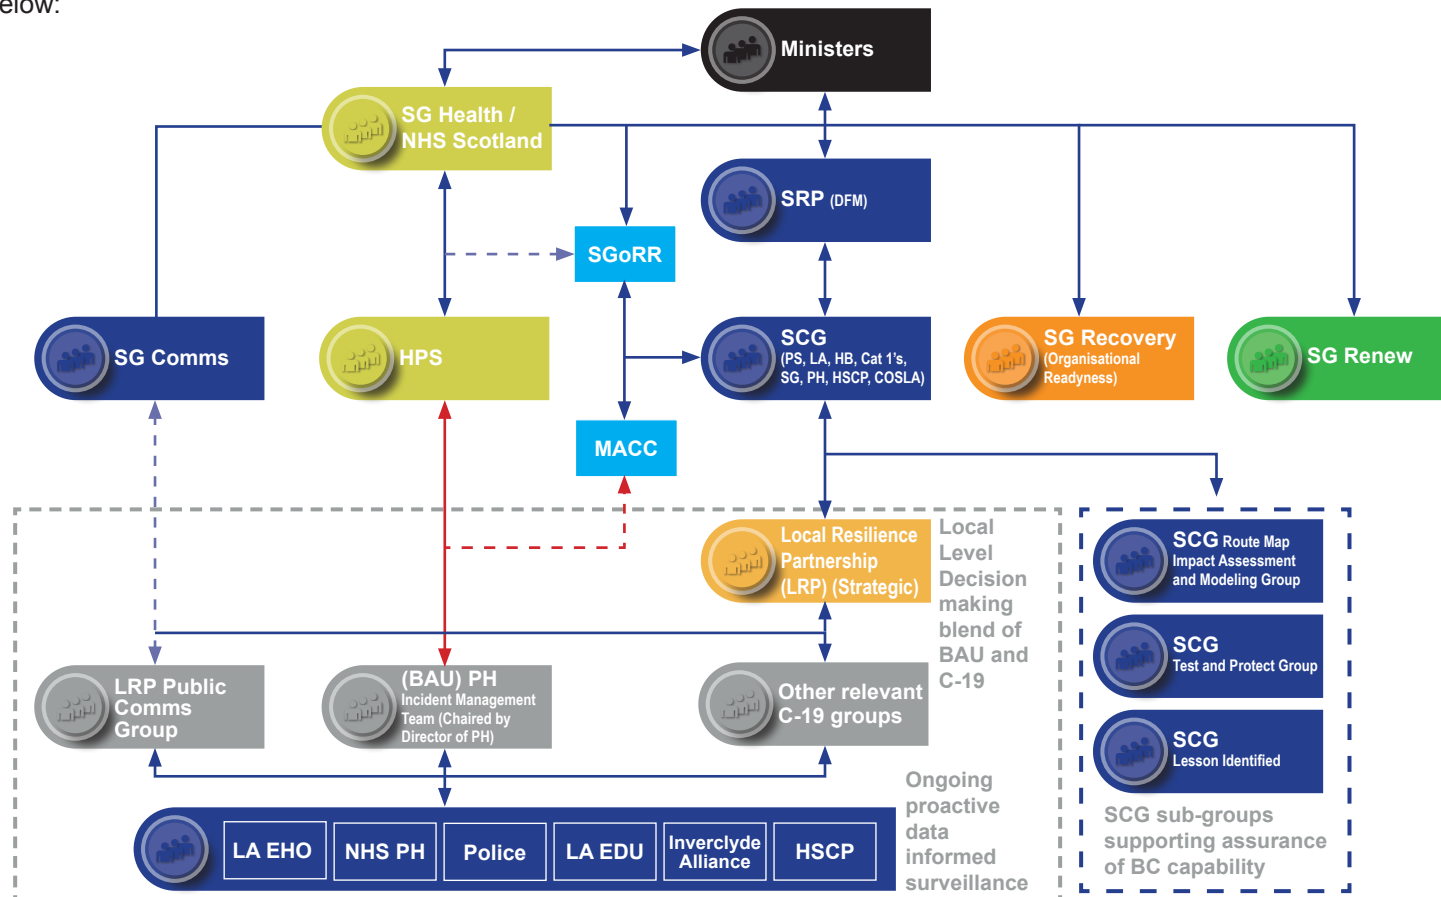 elow:
Ministers
SG Health /
NHS Scotland
SRP (DFM)
SGoRR
SG Comms
HPS
SCG
(PS, LA, HB, Cat 1's,
SG, PH, HSCP, COSLA)
SG Recovery
(Organisational
Readyness)
SG Renew
MACC
Local Resilience
Partnership
(LRP) (Strategic)
Local
Level
Decision
making
blend of
BAU and
C-19
SCG Route Map
Impact Assessment
and Modeling Group
SCG
Test and Protect Group
SCG
Lesson Identified
SCG sub-groups
supporting assurance
of BC capability
LRP Public
Comms
Group
(BAU) PH
Incident Management
Team (Chaired by
Director of PH)
Other relevant
C-19 groups
Ongoing
proactive
data
informed
surveillance
LA EHO
NHS PH
Police
LA EDU
Inverclyde
Alliance
HSCP